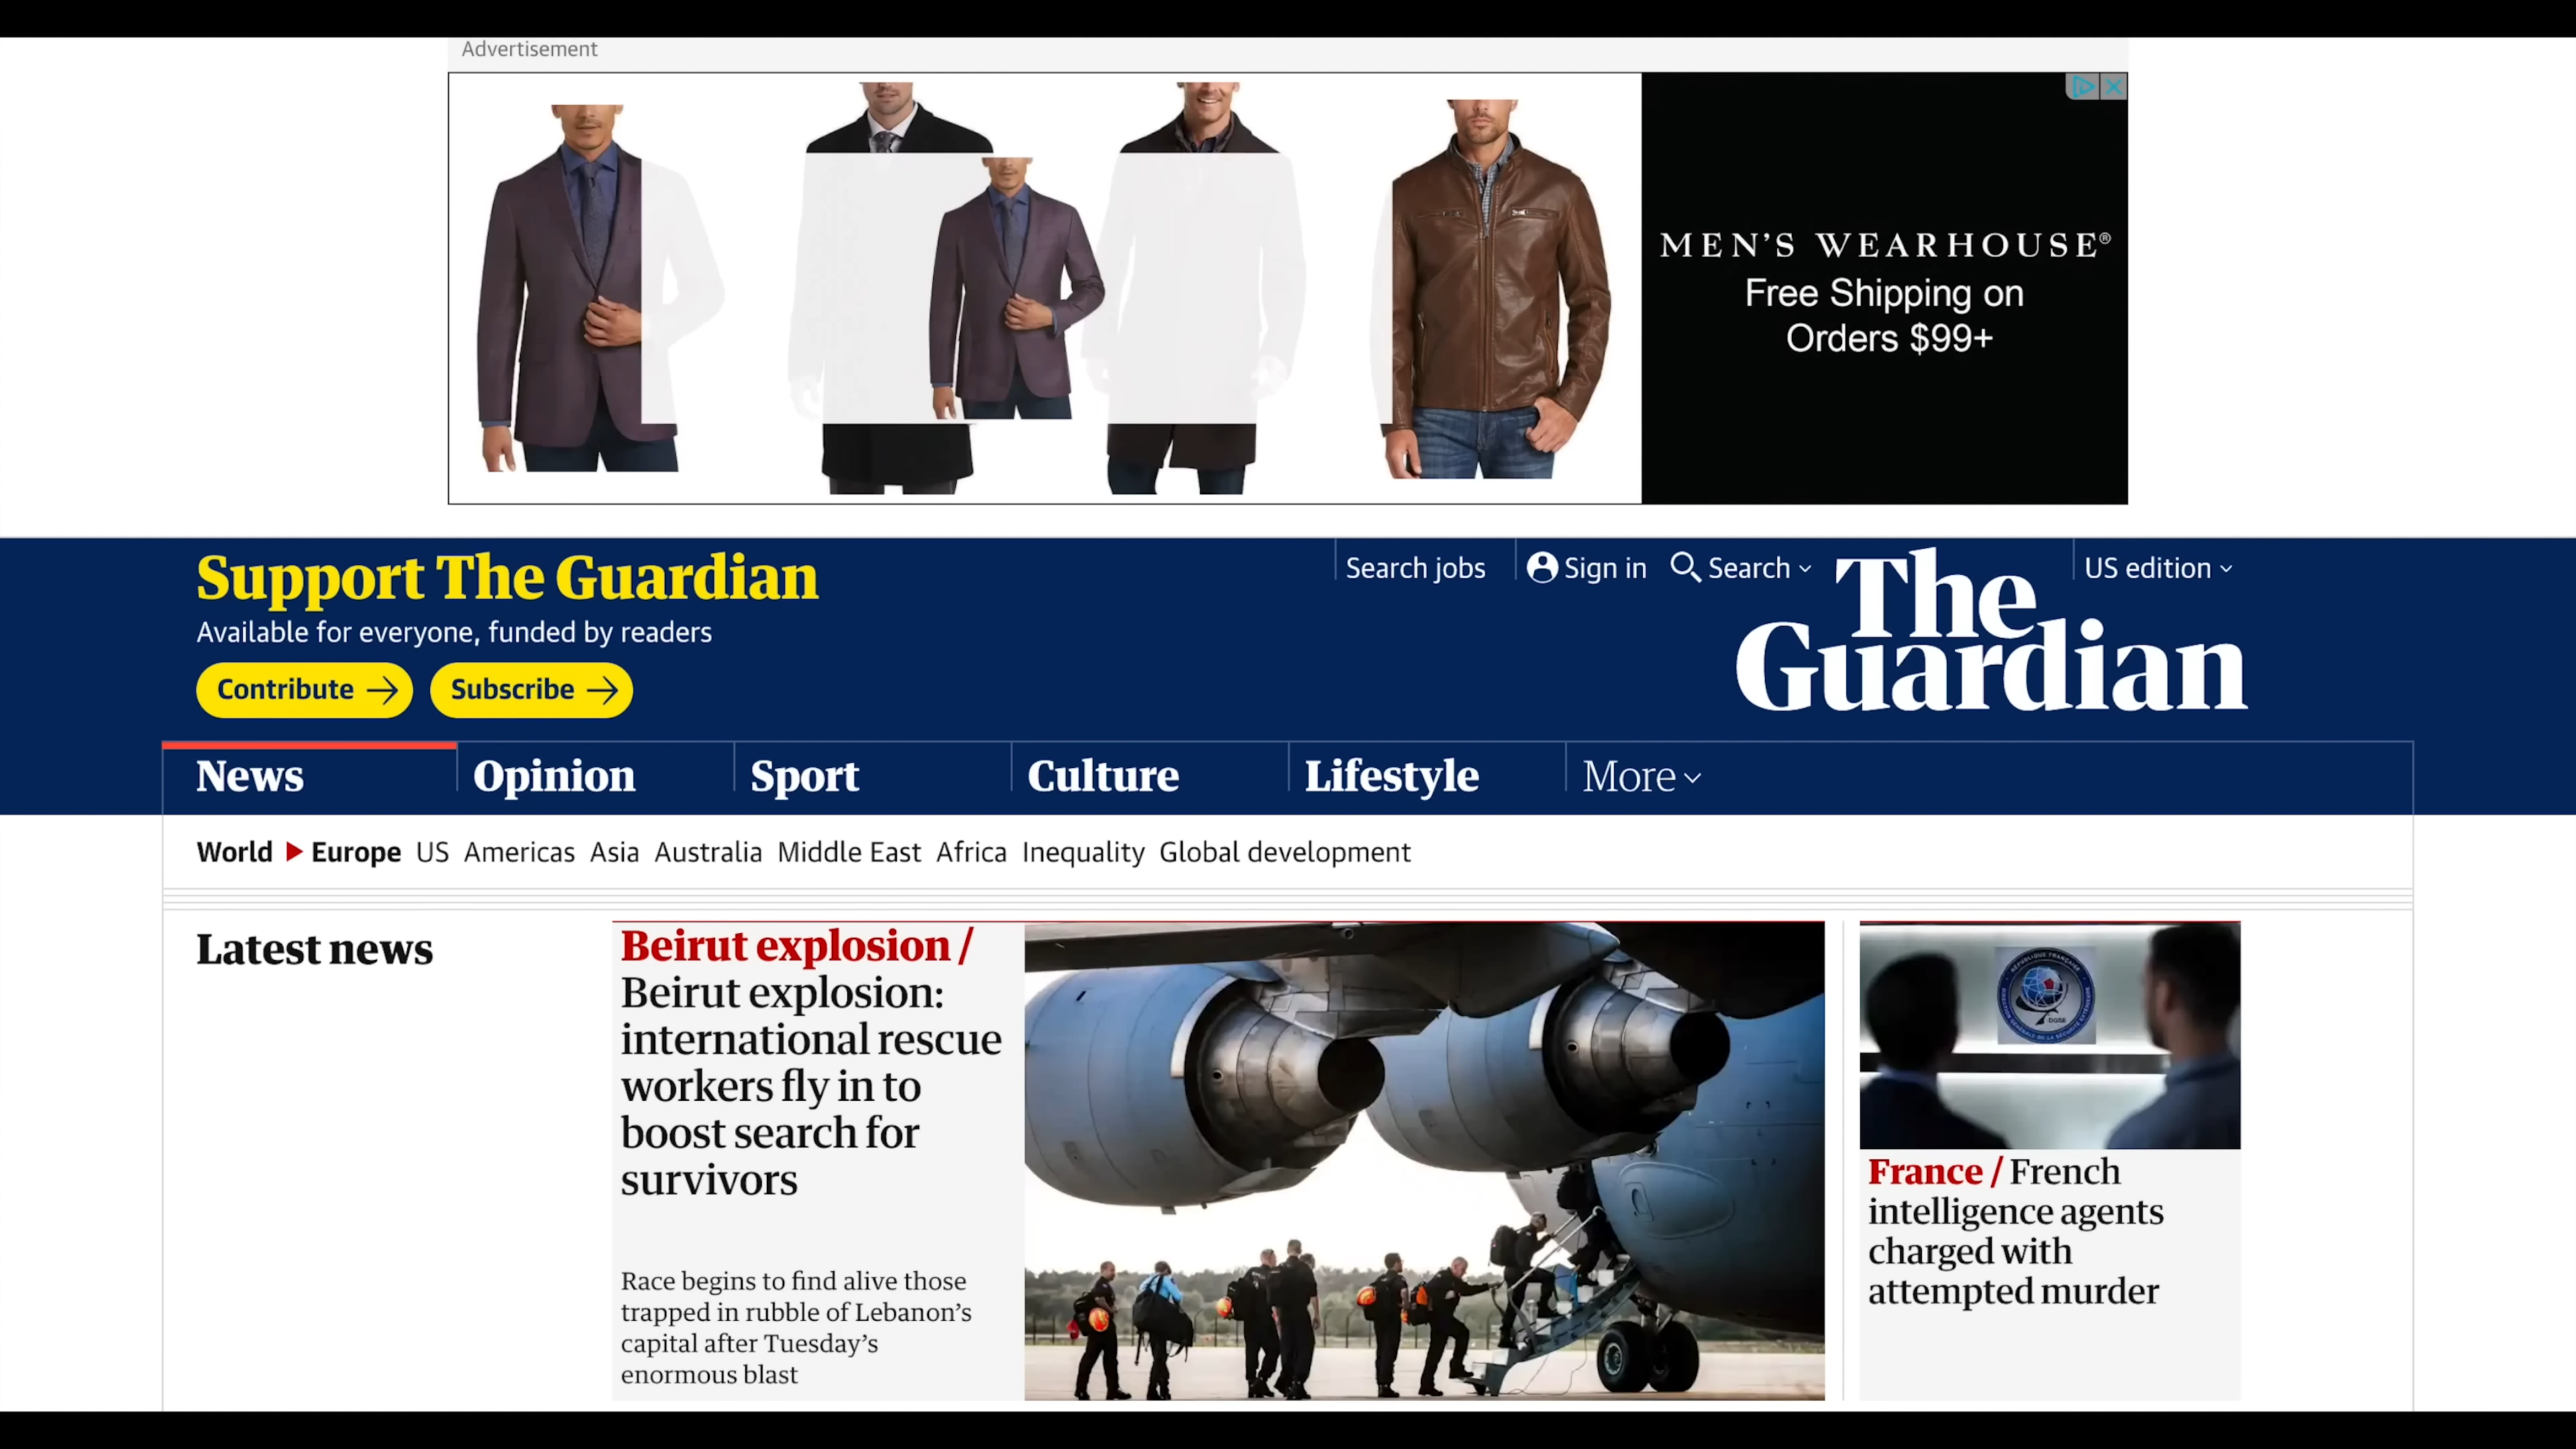 Advertisement
MEN'S WEARHOUSE®
Free Shipping on
Orders $99+
Support The Guardian
Available for everyone, funded by readers
Contribute
Subscribe
Search jobs
Sign in
Search
US edition
The
Guardian
News
Opinion
Sport
Culture
Lifestyle
More
World Europe US Americas Asia Australia Middle East Africa Inequality Global development
Latest news
Beirut explosion /
Beirut explosion:
international rescue
workers fly in to
boost search for
survivors
Race begins to find alive those
trapped in rubble of Lebanon’s
capital after Tuesday’s
enormous blast
RÉPUBLIQUE FRANÇAISE
DGSE
France / French
intelligence agents
charged with
attempted murder